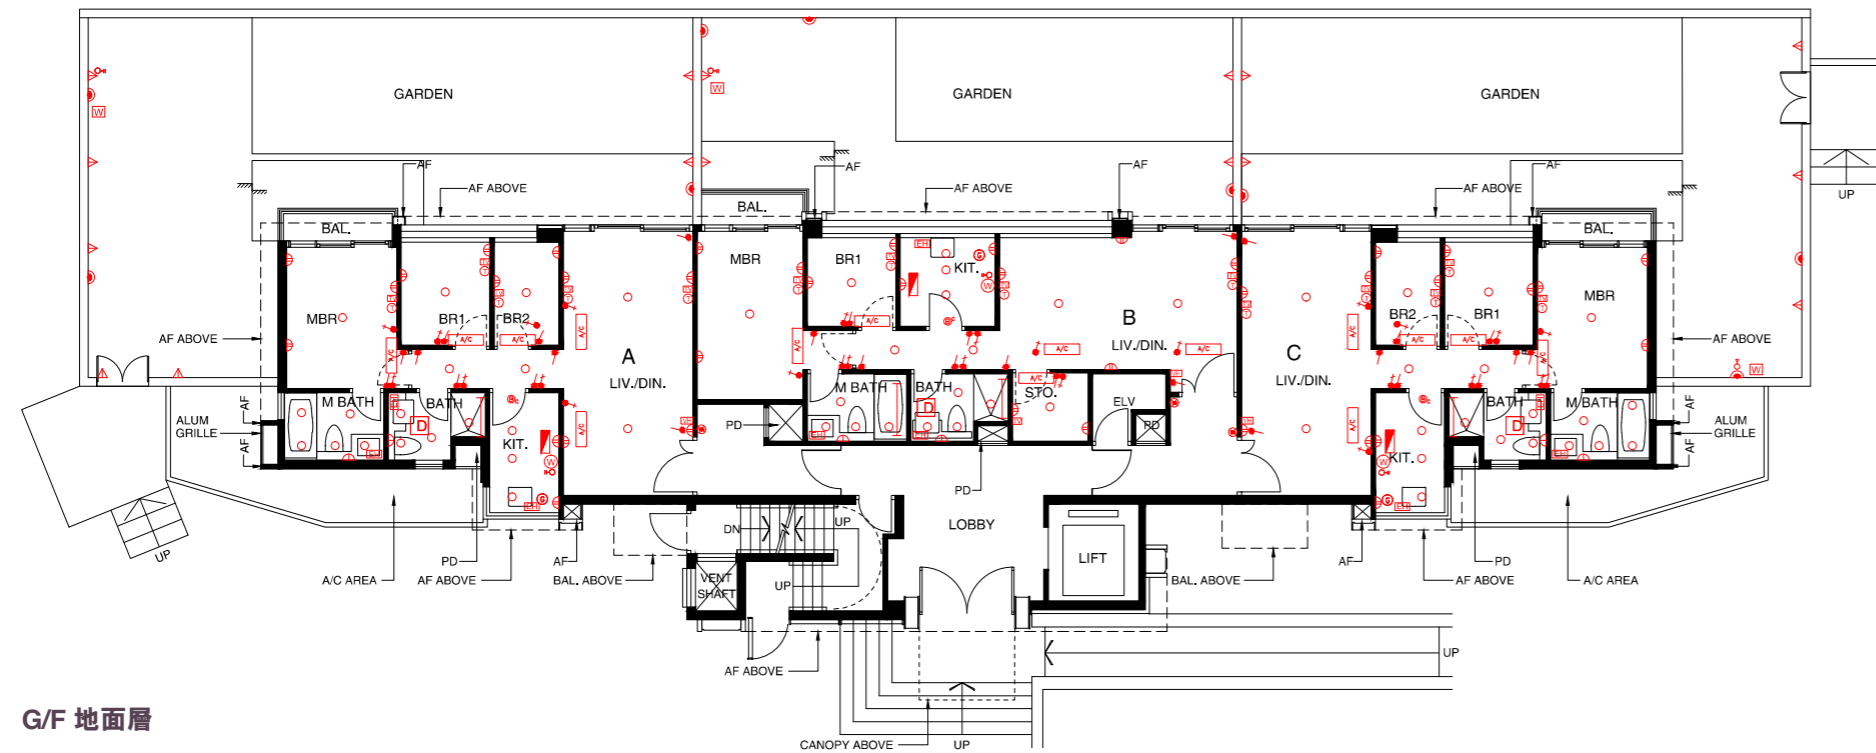 GARDEN
GARDEN
GARDEN
W
W
UP
AF
AF
AF
AF
AF ABOVE
AF ABOVE
AF ABOVE
BAL.
BAL.
BAL.
MBR
BR1
BR2
MBR
BR1
KIT.
BR2
BR1
MBR
A
LIV./DIN.
B
LIV./DIN.
C
LIV./DIN.
AF ABOVE
AF ABOVE
A/C
A/C
A/C
A/C
A/C
A/C
A/C
A/C
A/C
A/C
A/C
A/C
A/C
W
M BATH
BATH
M BATH
BATH
STO.
ELV
BATH
M BATH
W
AF
AF
ALUM
GRILLE
ALUM
GRILLE
AF
AF
D
D
D
PD
PD
KIT.
KIT.
A/C
A/C
W
W
EH
EH
EH
EH
G
G
G
PD
LOBBY
DN
UP
UP
LIFT
VENT
SHAFT
UP
A/C AREA
PD
AF ABOVE
AF
BAL. ABOVE
BAL. ABOVE
AF
AF ABOVE
PD
A/C AREA
UP
AF ABOVE
CANOPY ABOVE
UP
G/F 地面層